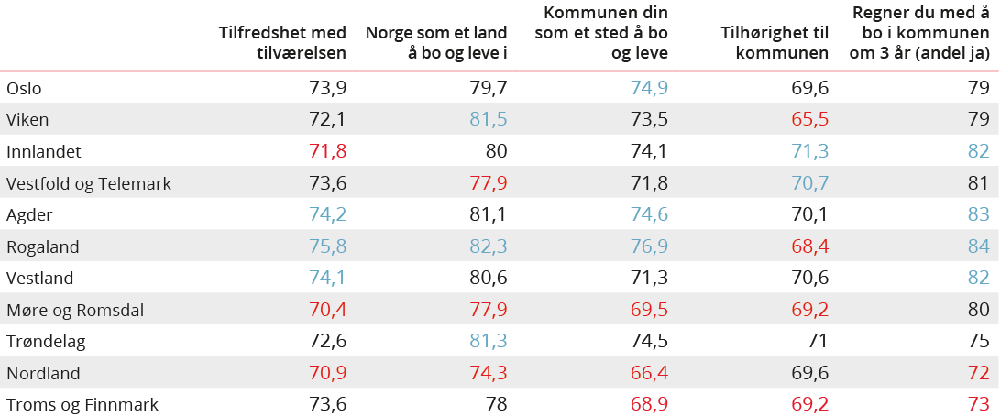 Tilfredshet med tilværelsen Norge som et land å bo og leve i Kommunen din som et sted å bo og leve Tilhørighet til kommunen Regner du med å bo i kommunen om 3 år (andel ja)
Oslo 73,9 79,7 74,9 69,6 79
Viken 72,1 81,5 73,5 65,5 79
Innlandet 71,8 80 74,1 71,3 82
Vestfold og Telemark 73,6 77,9 71,8 70,7 81
Agder 74,2 81,1 74,6 70,1 83
Rogaland 75,8 82,3 76,9 68,4 84
Vestland 74,1 80,6 71,3 70,6 82
Møre og Romsdal 70,4 77,9 69,5 69,2 80
Trøndelag 72,6 81,3 74,5 71 75
Nordland 70,9 74,3 66,4 69,6 72
Troms og Finnmark 73,6 78 68,9 69,2 73